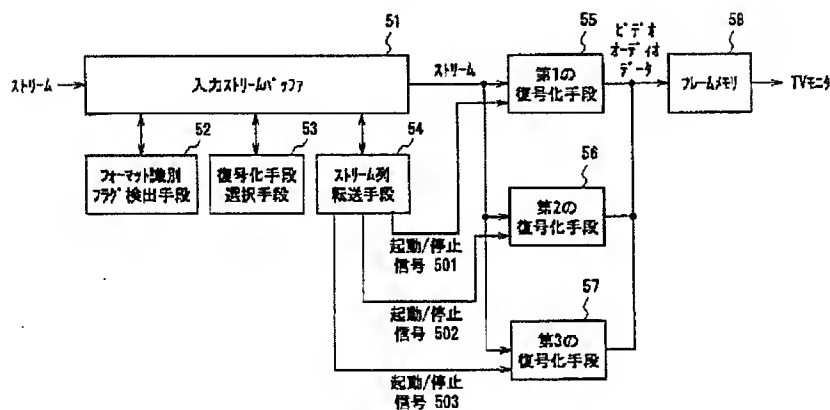 51
ストリーム
入力ストリームバッファ
ストリーム
55
第1の
復号化手段
ビデオ
オーディオ
データ
58
フレームメモリ
TVモニタ
52
フォーマット識別
フラグ検出手段
53
復号化手段
選択手段
54
ストリーム列
転送手段
起動/停止
信号 501
56
第2の
復号化手段
起動/停止
信号 502
57
第3の
復号化手段
起動/停止
信号 503